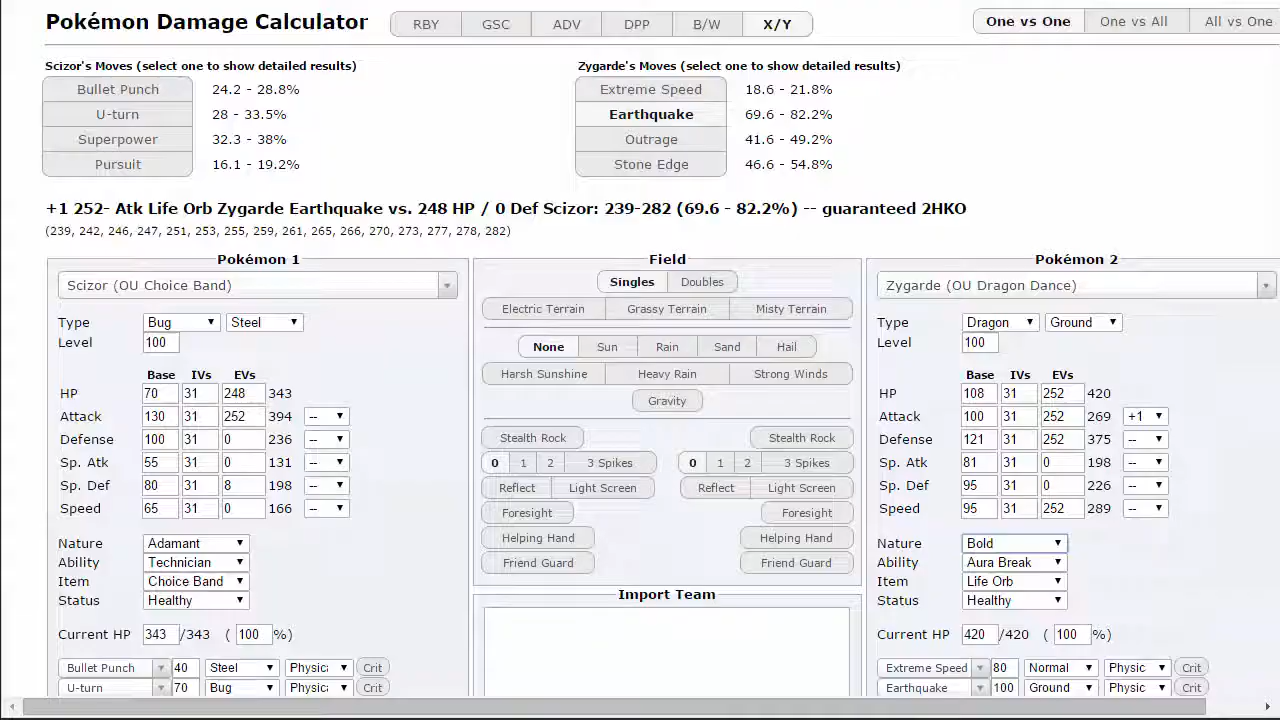 Pokémon Damage Calculator RBY GSC ADV DPP B/W X/Y One vs One One vs All All vs One
Scizor's Moves (select one to show detailed results) Zygarde's Moves (select one to show detailed results)
Bullet Punch 24.2 - 28.8% Extreme Speed 18.6 - 21.8%
U-turn 28 - 33.5% Earthquake 69.6 - 82.2%
Superpower 32.3 - 38% Outrage 41.6 - 49.2%
Pursuit 16.1 - 19.2% Stone Edge 46.6 - 54.8%
+1 252- Atk Life Orb Zygarde Earthquake vs. 248 HP / 0 Def Scizor: 239-282 (69.6 - 82.2%) -- guaranteed 2HKO
(239, 242, 246, 247, 251, 253, 255, 259, 261, 265, 266, 270, 273, 277, 278, 282)
Pokémon 1
Scizor (OU Choice Band)
Type Bug Steel
Level 100
Base IVs EVs
HP 70 31 248 343
Attack 130 31 252 394 --
Defense 100 31 0 236 --
Sp. Atk 55 31 0 131 --
Sp. Def 80 31 8 198 --
Speed 65 31 0 166 --
Nature Adamant
Ability Technician
Item Choice Band
Status Healthy
Current HP 343 /343 ( 100 %)
Bullet Punch 40 Steel Physica Crit
U-turn 70 Bug Physica Crit
Field
Singles Doubles
Electric Terrain Grassy Terrain Misty Terrain
None Sun Rain Sand Hail
Harsh Sunshine Heavy Rain Strong Winds
Gravity
Stealth Rock Stealth Rock
0 1 2 3 Spikes 0 1 2 3 Spikes
Reflect Light Screen Reflect Light Screen
Foresight Foresight
Helping Hand Helping Hand
Friend Guard Friend Guard
Import Team
Pokémon 2
Zygarde (OU Dragon Dance)
Type Dragon Ground
Level 100
Base IVs EVs
HP 108 31 252 420
Attack 100 31 252 269 +1
Defense 121 31 252 375 --
Sp. Atk 81 31 0 198 --
Sp. Def 95 31 0 226 --
Speed 95 31 252 289 --
Nature Bold
Ability Aura Break
Item Life Orb
Status Healthy
Current HP 420 /420 ( 100 %)
Extreme Speed 80 Normal Physic Crit
Earthquake 100 Ground Physic Crit